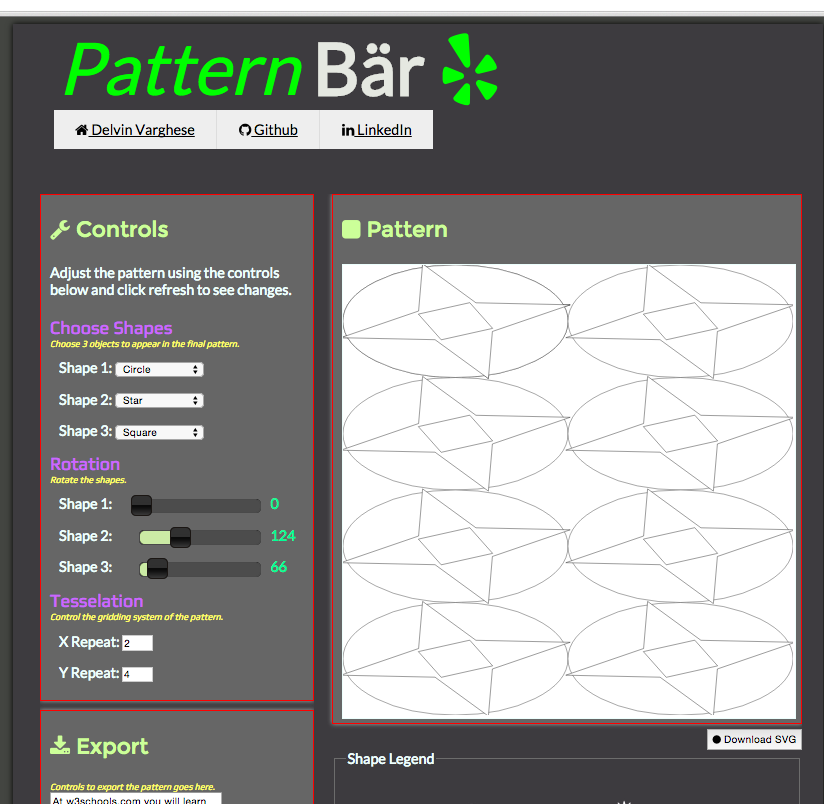 Pattern Bär
Delvin Varghese Github LinkedIn
Controls
Adjust the pattern using the controls
below and click refresh to see changes.
Choose Shapes
Choose 3 objects to appear in the final pattern.
Shape 1: Circle
Shape 2: Star
Shape 3: Square
Rotation
Rotate the shapes.
Shape 1: 0
Shape 2: 124
Shape 3: 66
Tesselation
Control the gridding system of the pattern.
X Repeat: 2
Y Repeat: 4
Export
Controls to export the pattern goes here.
At w3schools.com you will learn
Pattern
Download SVG
Shape Legend